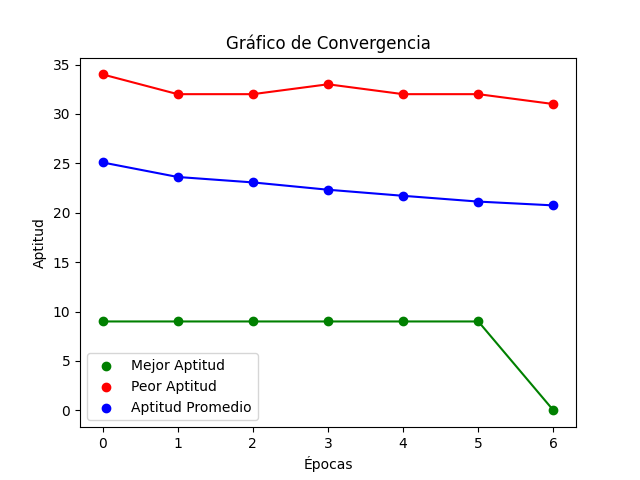 Gráfico de Convergencia
Aptitud
35
30
25
20
15
10
5
0
Mejor Aptitud
Peor Aptitud
Aptitud Promedio
0 1 2 3 4 5 6
Épocas